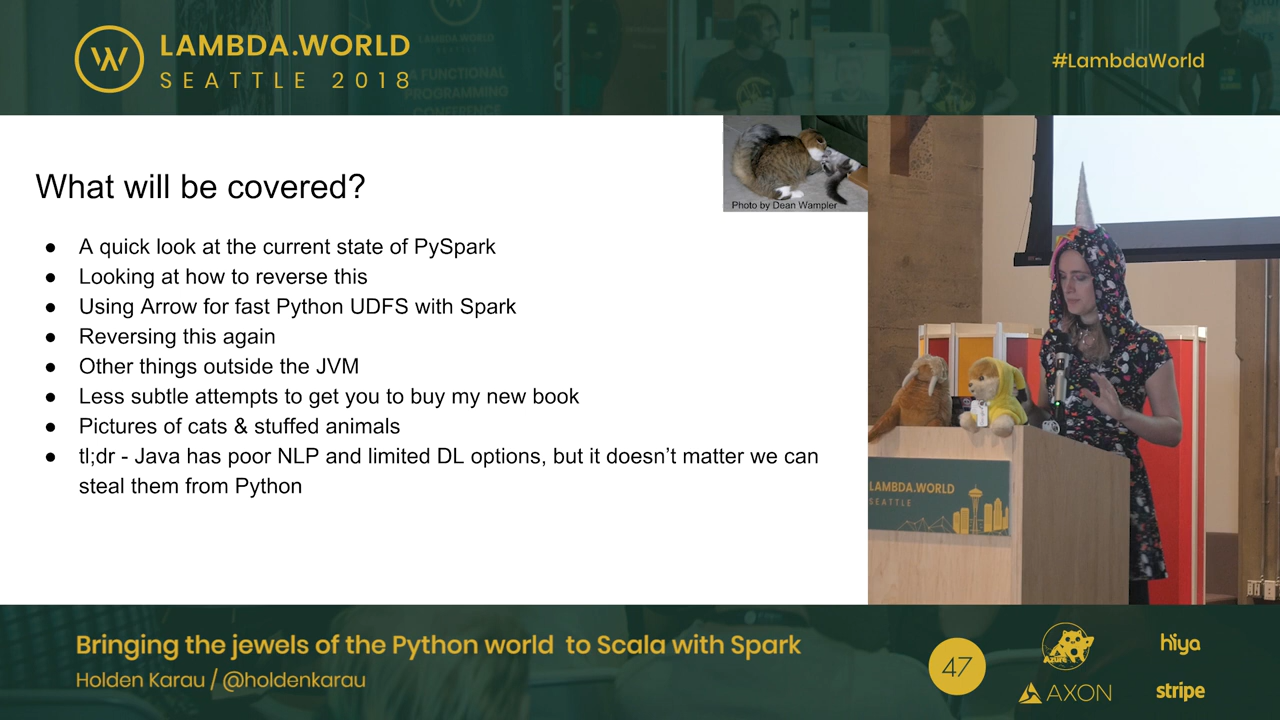 LAMBDA.WORLD
SEATTLE 2018
#LambdaWorld
A FUNCTIONAL
PROGRAMMING
CONFERENCE
Photo by Dean Wampler
What will be covered?
● A quick look at the current state of PySpark
● Looking at how to reverse this
● Using Arrow for fast Python UDFS with Spark
● Reversing this again
● Other things outside the JVM
● Less subtle attempts to get you to buy my new book
● Pictures of cats & stuffed animals
● tl;dr - Java has poor NLP and limited DL options, but it doesn't matter we can
steal them from Python
LAMBDA.WORLD
SEATTLE
Bringing the jewels of the Python world to Scala with Spark
Holden Karau / @holdenkarau
47
Azure
hiya
AXON
stripe